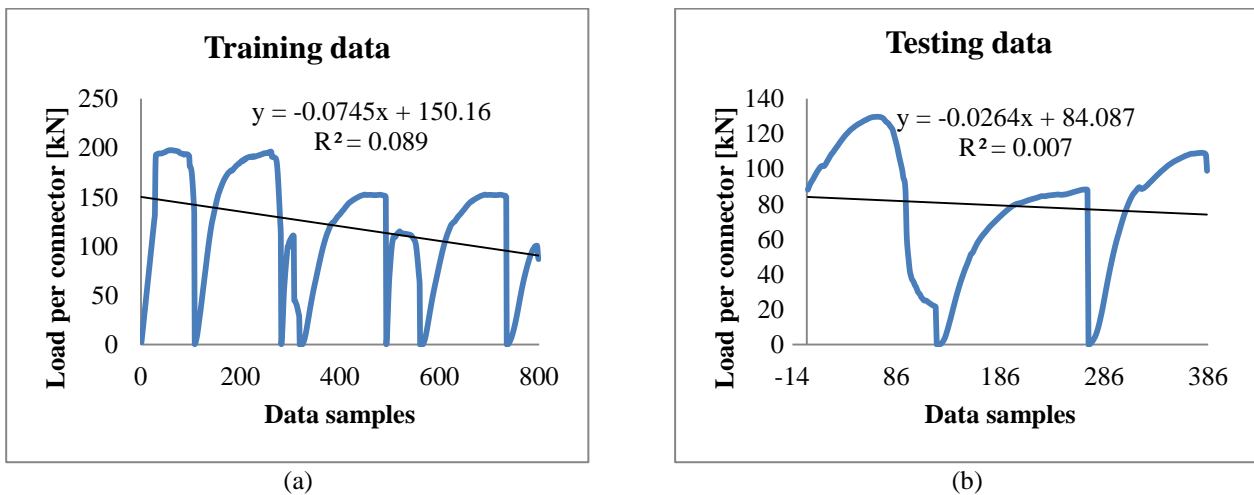 Training data
y = -0.0745x + 150.16
R² = 0.089
Load per connector [kN]
250
200
150
100
50
0
0 200 400 600 800
Data samples
(a)
Testing data
y = -0.0264x + 84.087
R² = 0.007
Load per connector [kN]
140
120
100
80
60
40
20
0
-14 86 186 286 386
Data samples
(b)